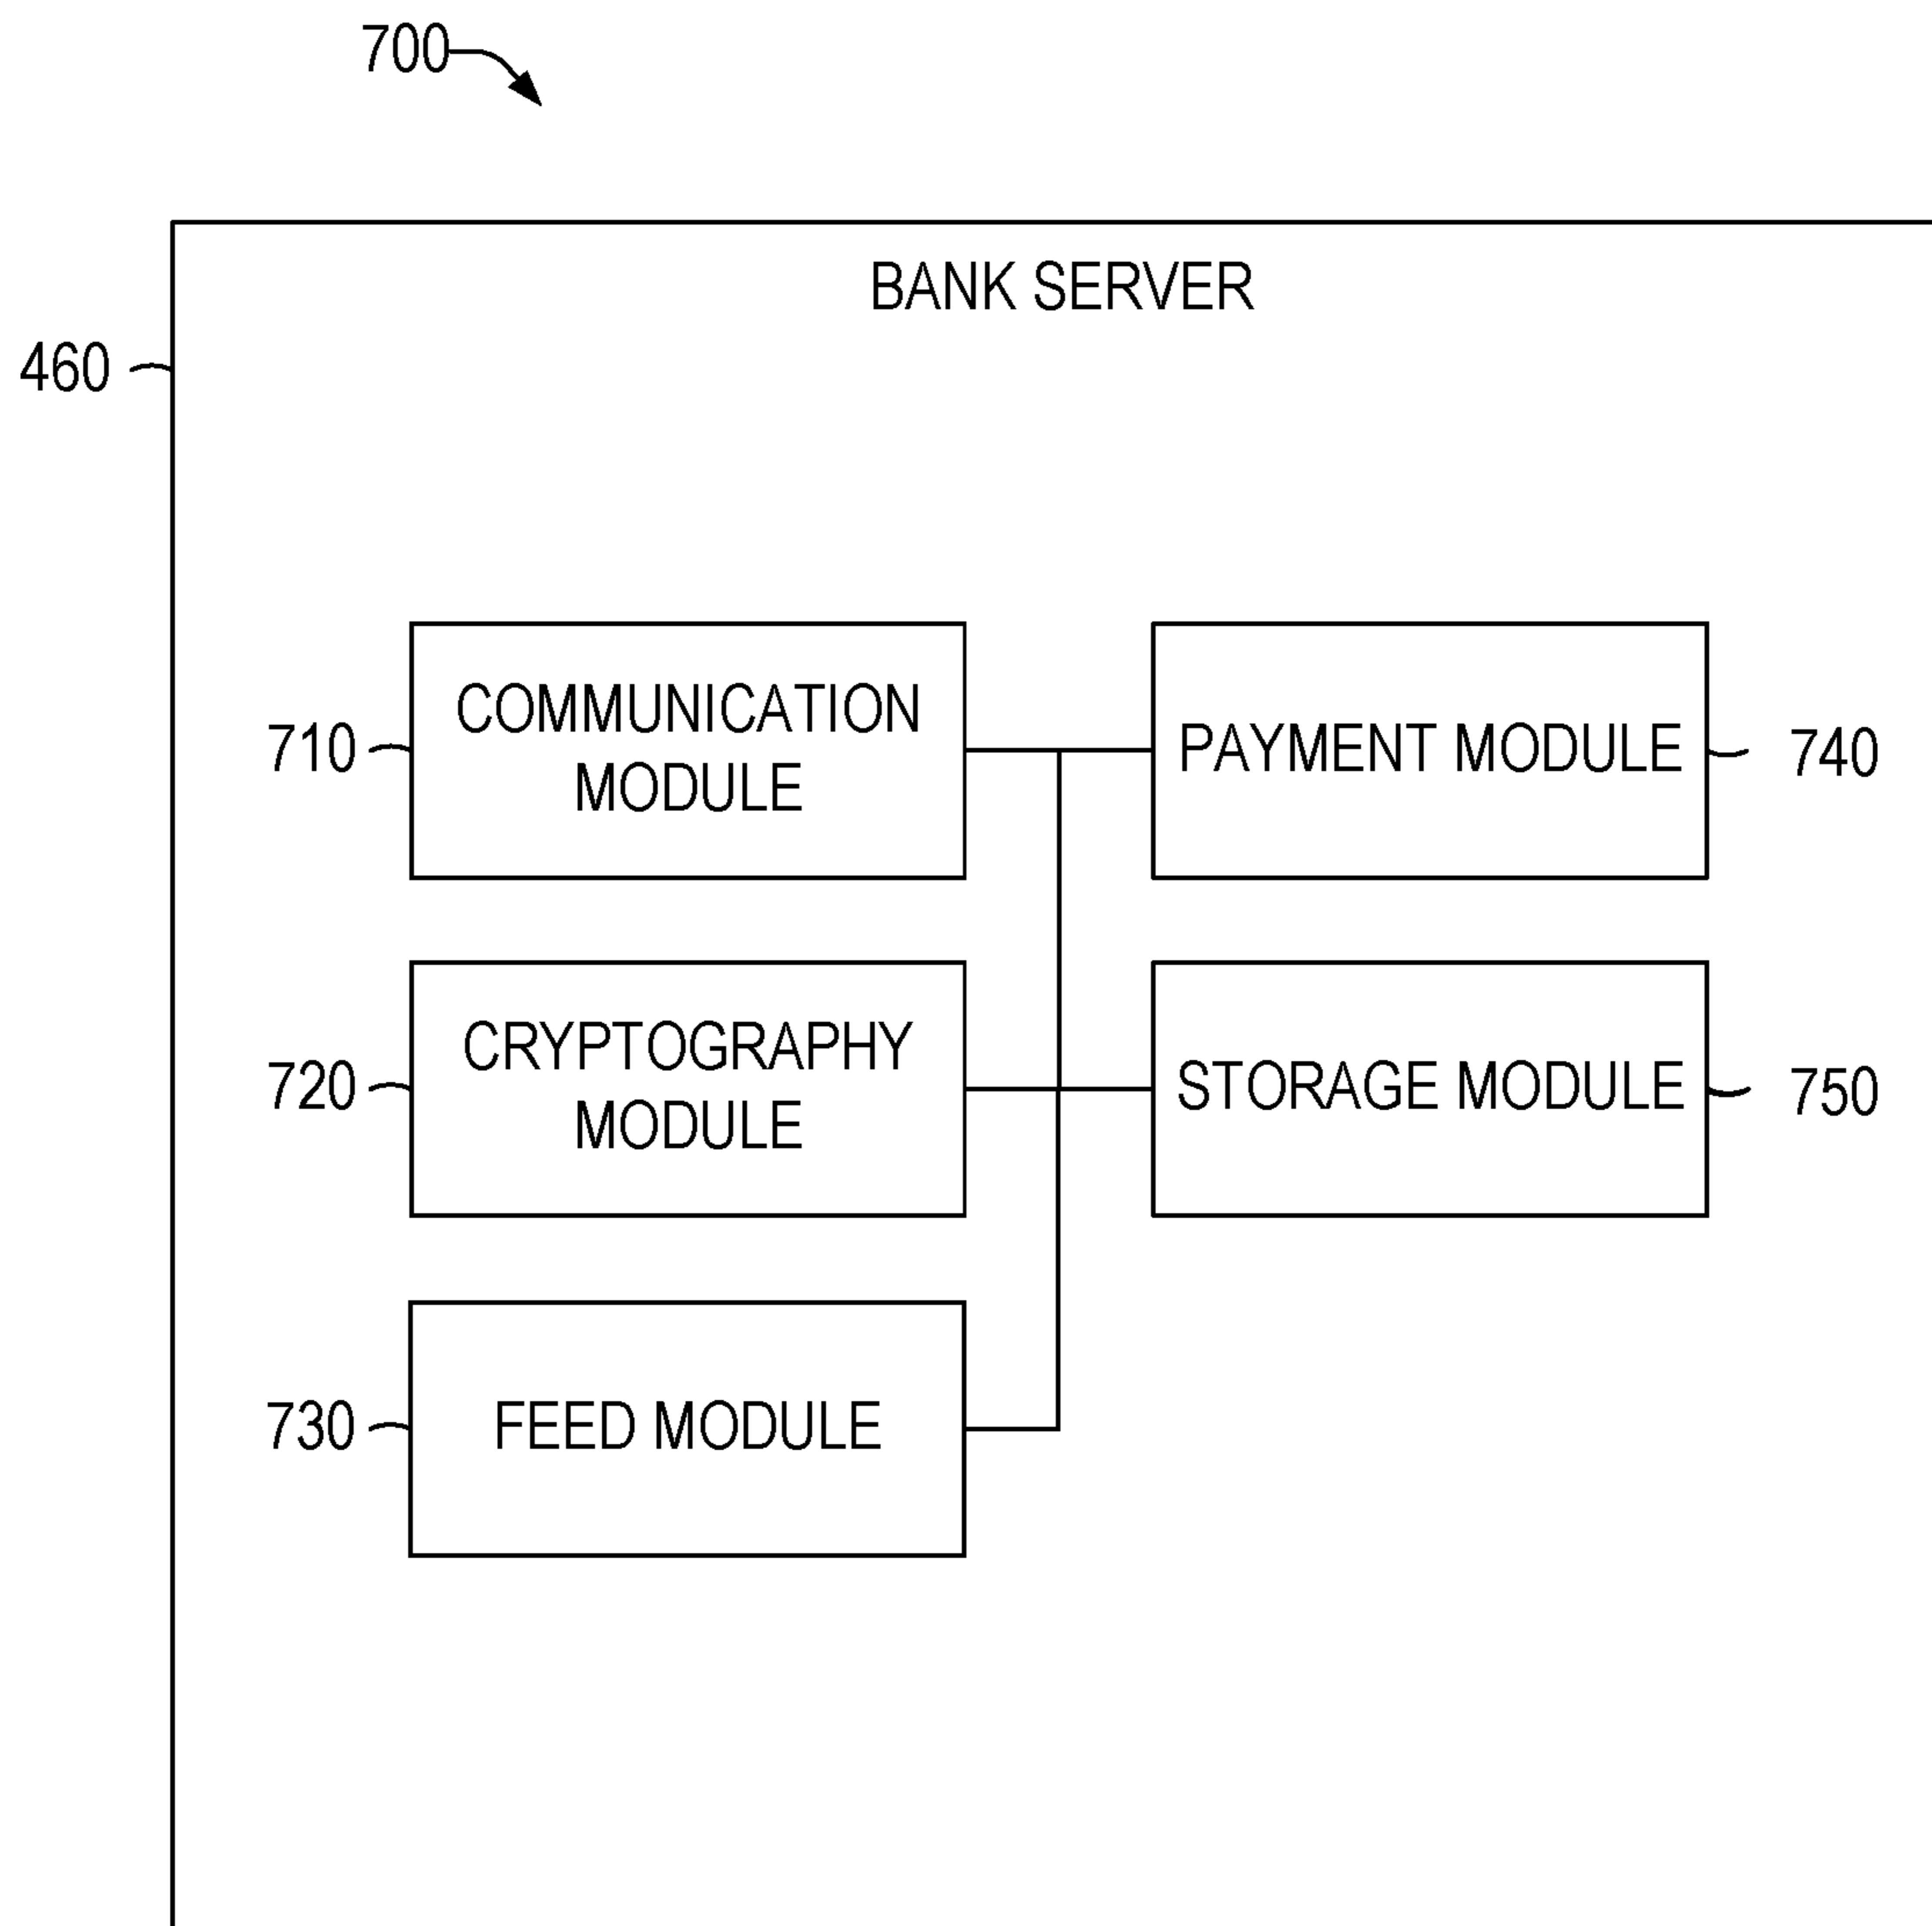 700
BANK SERVER
460
COMMUNICATION
MODULE
710
PAYMENT MODULE
740
CRYPTOGRAPHY
MODULE
720
STORAGE MODULE
750
730
FEED MODULE